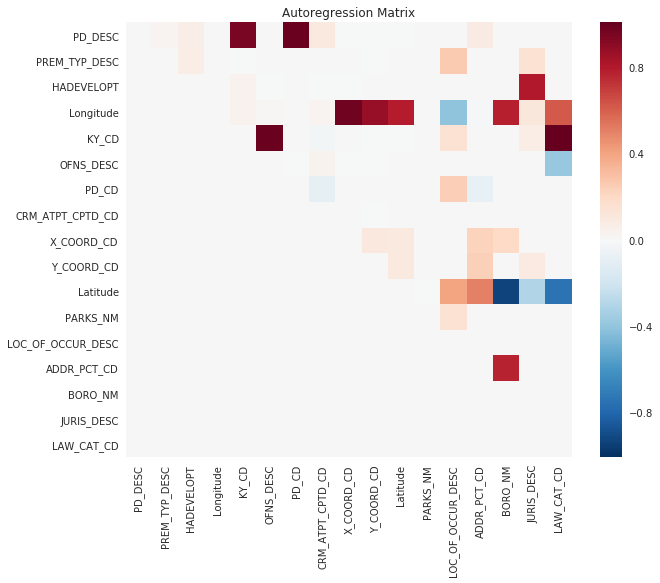 Autoregression Matrix
PD_DESC
PREM_TYP_DESC
HADEVELOPT
Longitude
KY_CD
OFNS_DESC
PD_CD
CRM_ATPT_CPTD_CD
X_COORD_CD
Y_COORD_CD
Latitude
PARKS_NM
LOC_OF_OCCUR_DESC
ADDR_PCT_CD
BORO_NM
JURIS_DESC
LAW_CAT_CD
PD_DESC
PREM_TYP_DESC
HADEVELOPT
Longitude
KY_CD
OFNS_DESC
PD_CD
CRM_ATPT_CPTD_CD
X_COORD_CD
Y_COORD_CD
Latitude
PARKS_NM
LOC_OF_OCCUR_DESC
ADDR_PCT_CD
BORO_NM
JURIS_DESC
LAW_CAT_CD
0.8
0.4
0.0
−0.4
−0.8